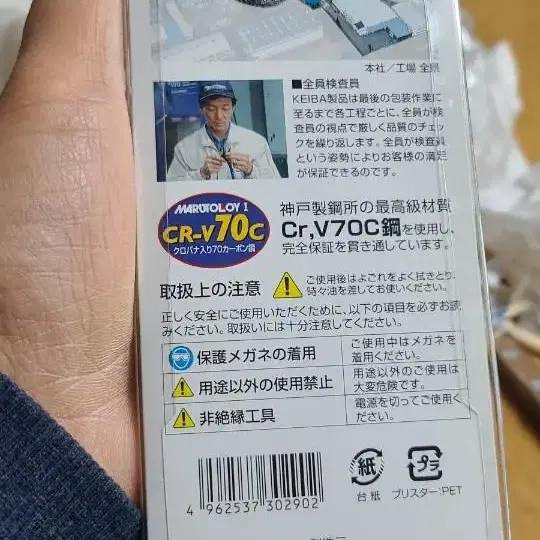 本社/工場 全景
■全員検査員
KEIBA製品は最後の包装作業に
至るまで各工程ごとに、全員が検
査員の視点で厳しく品質のチェッ
クを繰り返します。全員が検査員
という姿勢によりお客様の満足
が保証できるのです。
MARUTOLOY I
CR-V70C
クロバナ入り70カーボン鋼
神戸製鋼所の最高級材質
Cr,V70C鋼を使用し、
完全保証を貫き通しています。
取扱上の注意
ご使用後はよごれをよく拭きとり、
時々油を差してお使いください。
正しく安全にご使用いただくために、以下の項目を必ずお読
みください。取扱いには十分注意してください。
保護メガネの着用
ご使用中はメガネを
着用ください。
用途以外の使用禁止
用途以外のご使用は
大変危険です。
非絶縁工具
電源を切ってご使用く
ださい。
4 962537 302902
紙
台紙
プラ
ブリスター:PET